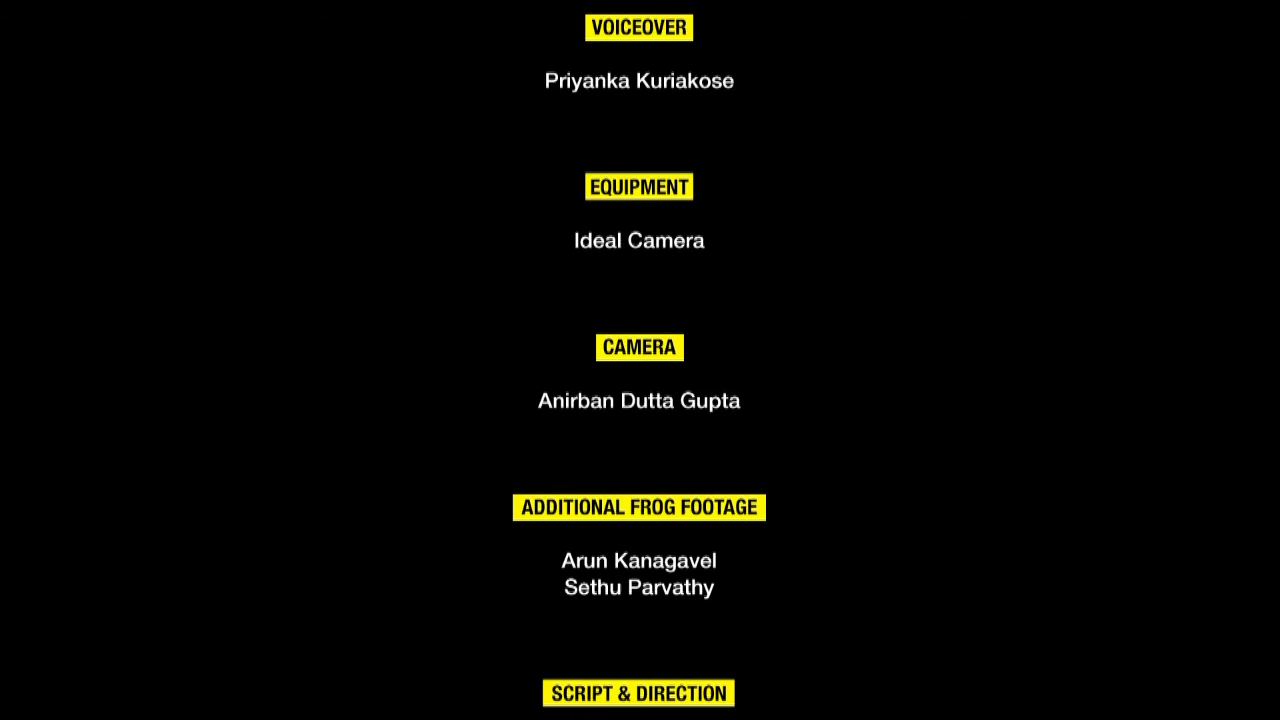 VOICEOVER
Priyanka Kuriakose
EQUIPMENT
Ideal Camera
CAMERA
Anirban Dutta Gupta
ADDITIONAL FROG FOOTAGE
Arun Kanagavel
Sethu Parvathy
SCRIPT & DIRECTION